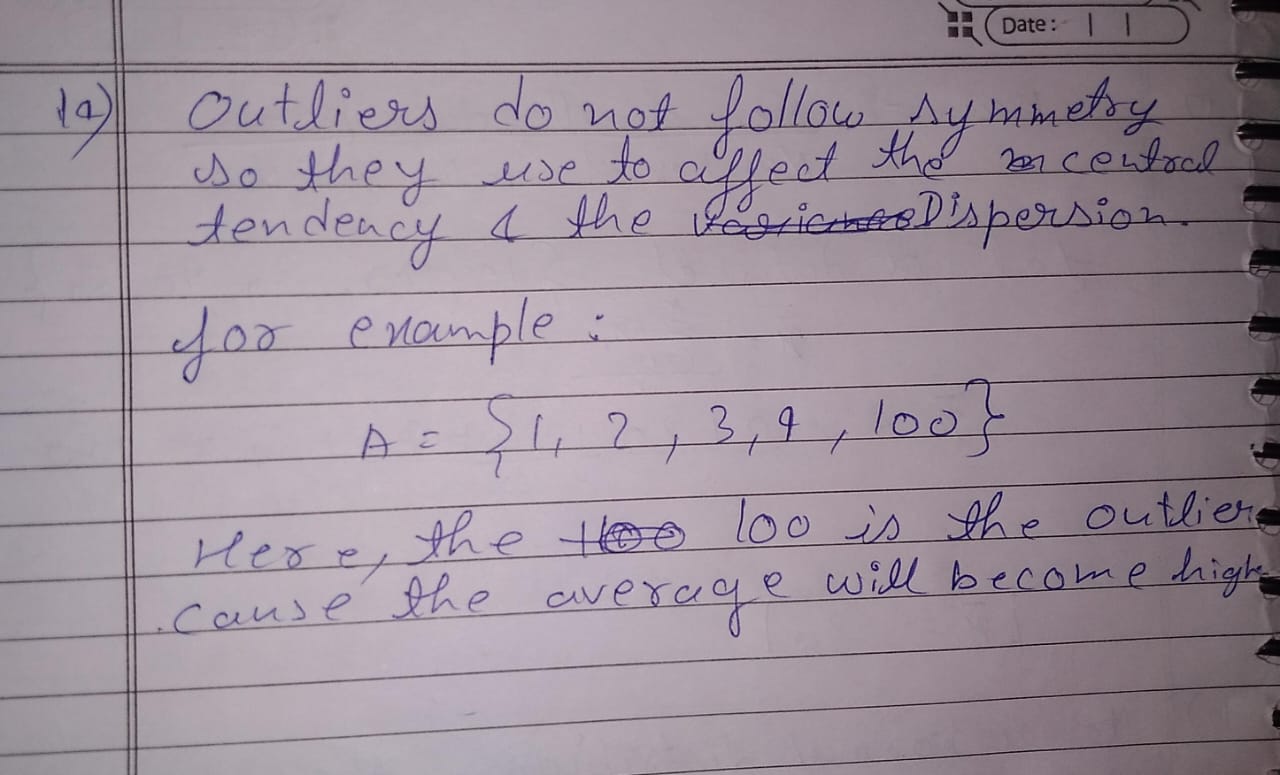 Date:
1a) Outliers do not follow symmetry
so they use to affect the central
tendency & the Dispersion.
for example:
A = {1, 2, 3, 4, 100}
Here, the 100 is the outlier
cause the average will become highe